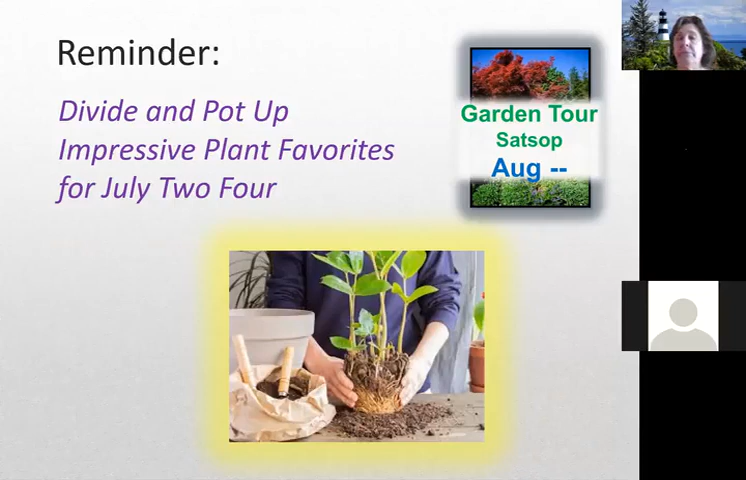 Reminder:
Divide and Pot Up
Impressive Plant Favorites
for July Two Four
Garden Tour
Satsop
Aug --